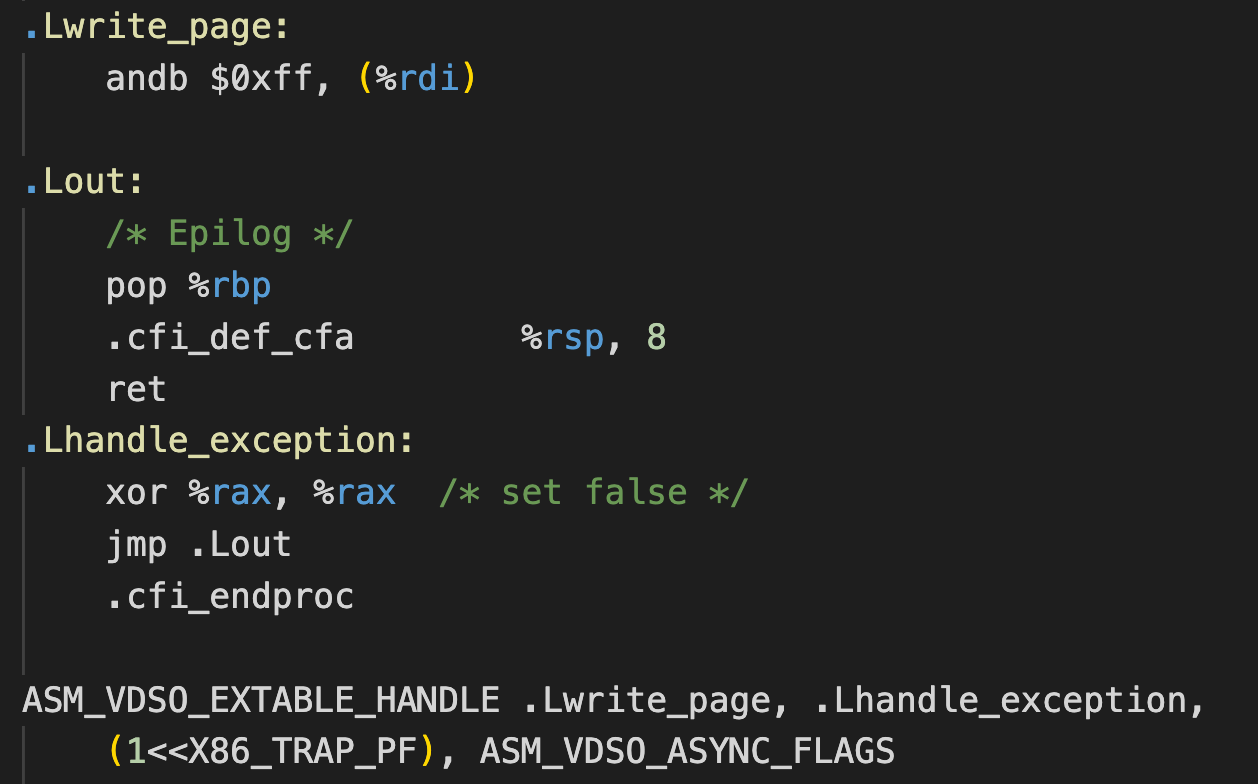 .Lwrite_page:
    andb $0xff, (%rdi)

.Lout:
    /* Epilog */
    pop %rbp
    .cfi_def_cfa        %rsp, 8
    ret
.Lhandle_exception:
    xor %rax, %rax  /* set false */
    jmp .Lout
    .cfi_endproc

ASM_VDSO_EXTABLE_HANDLE .Lwrite_page, .Lhandle_exception,
    (1<<X86_TRAP_PF), ASM_VDSO_ASYNC_FLAGS